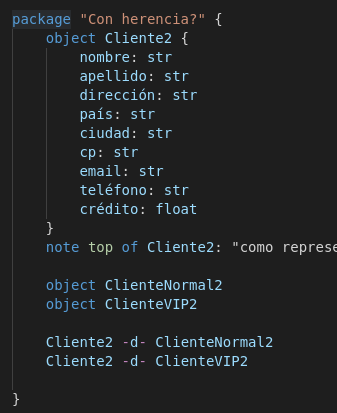 package "Con herencia?" {
object Cliente2 {
nombre: str
apellido: str
dirección: str
país: str
ciudad: str
cp: str
email: str
teléfono: str
crédito: float
}
note top of Cliente2: "como represe
object ClienteNormal2
object ClienteVIP2
Cliente2 -d- ClienteNormal2
Cliente2 -d- ClienteVIP2
}